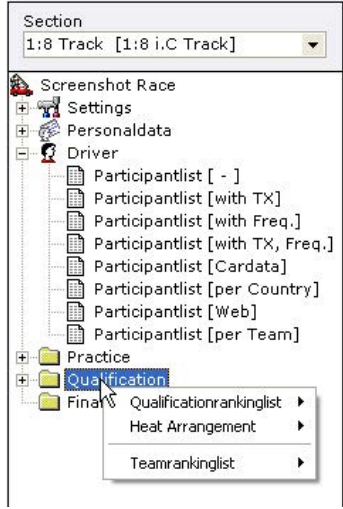 Section
1:8 Track [1:8 i.C Track]
Screenshot Race
Settings
Personaldata
Driver
Participantlist [ - ]
Participantlist [with TX]
Participantlist [with Freq.]
Participantlist [with TX, Freq.]
Participantlist [Cardata]
Participantlist [per Country]
Participantlist [Web]
Participantlist [per Team]
Practice
Qualification
Qualificationrankinglist
Heat Arrangement
Teamrankinglist